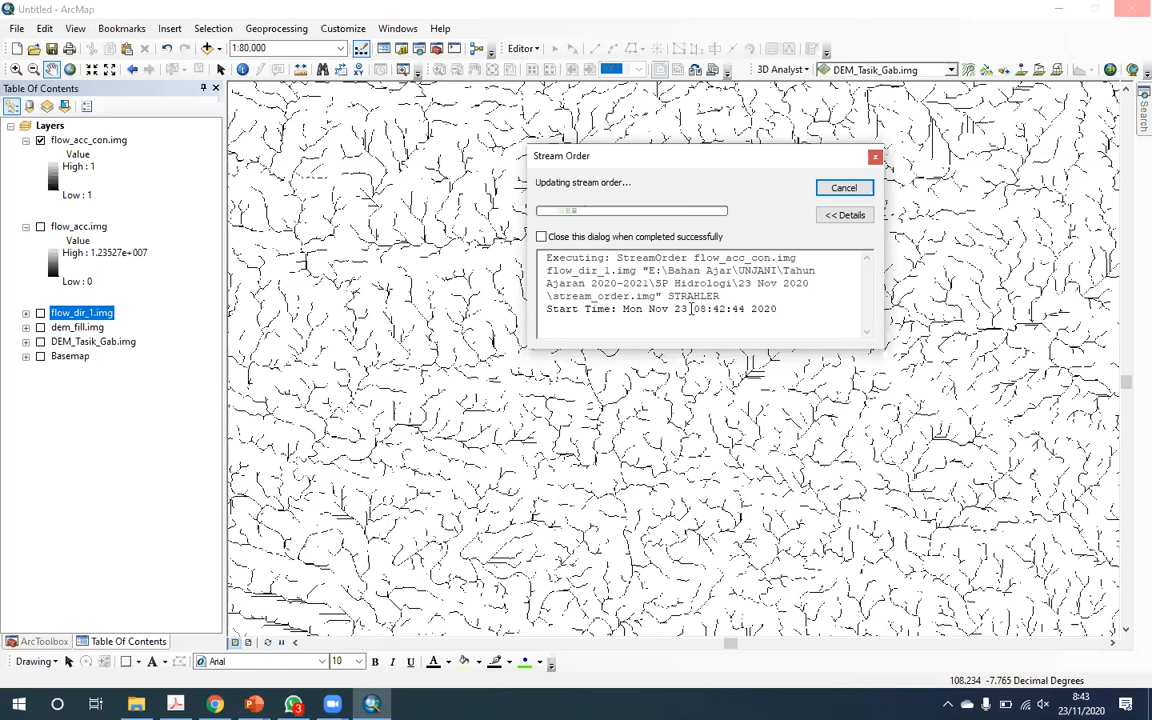 Untitled - ArcMap
File Edit View Bookmarks Insert Selection Geoprocessing Customize Windows Help
1:80,000
Editor
3D Analyst
DEM_Tasik_Gab.img
Table Of Contents
Layers
flow_acc_con.img
Value
High : 1
Low : 1
flow_acc.img
Value
High : 1.23527e+007
Low : 0
flow_dir_1.img
dem_fill.img
DEM_Tasik_Gab.img
Basemap
Stream Order
Updating stream order...
Cancel
<< Details
Close this dialog when completed successfully
Executing: StreamOrder flow_acc_con.img
flow_dir_1.img "E:\Bahan Ajar\UNJANI\Tahun
Ajaran 2020-2021\SP Hidrologi\23 Nov 2020
\stream_order.img" STRAHLER
Start Time: Mon Nov 23 08:42:44 2020
Search
ArcToolbox Table Of Contents
Drawing
A
Arial
10
B I U A
108.234 -7.765 Decimal Degrees
3
8:43
23/11/2020